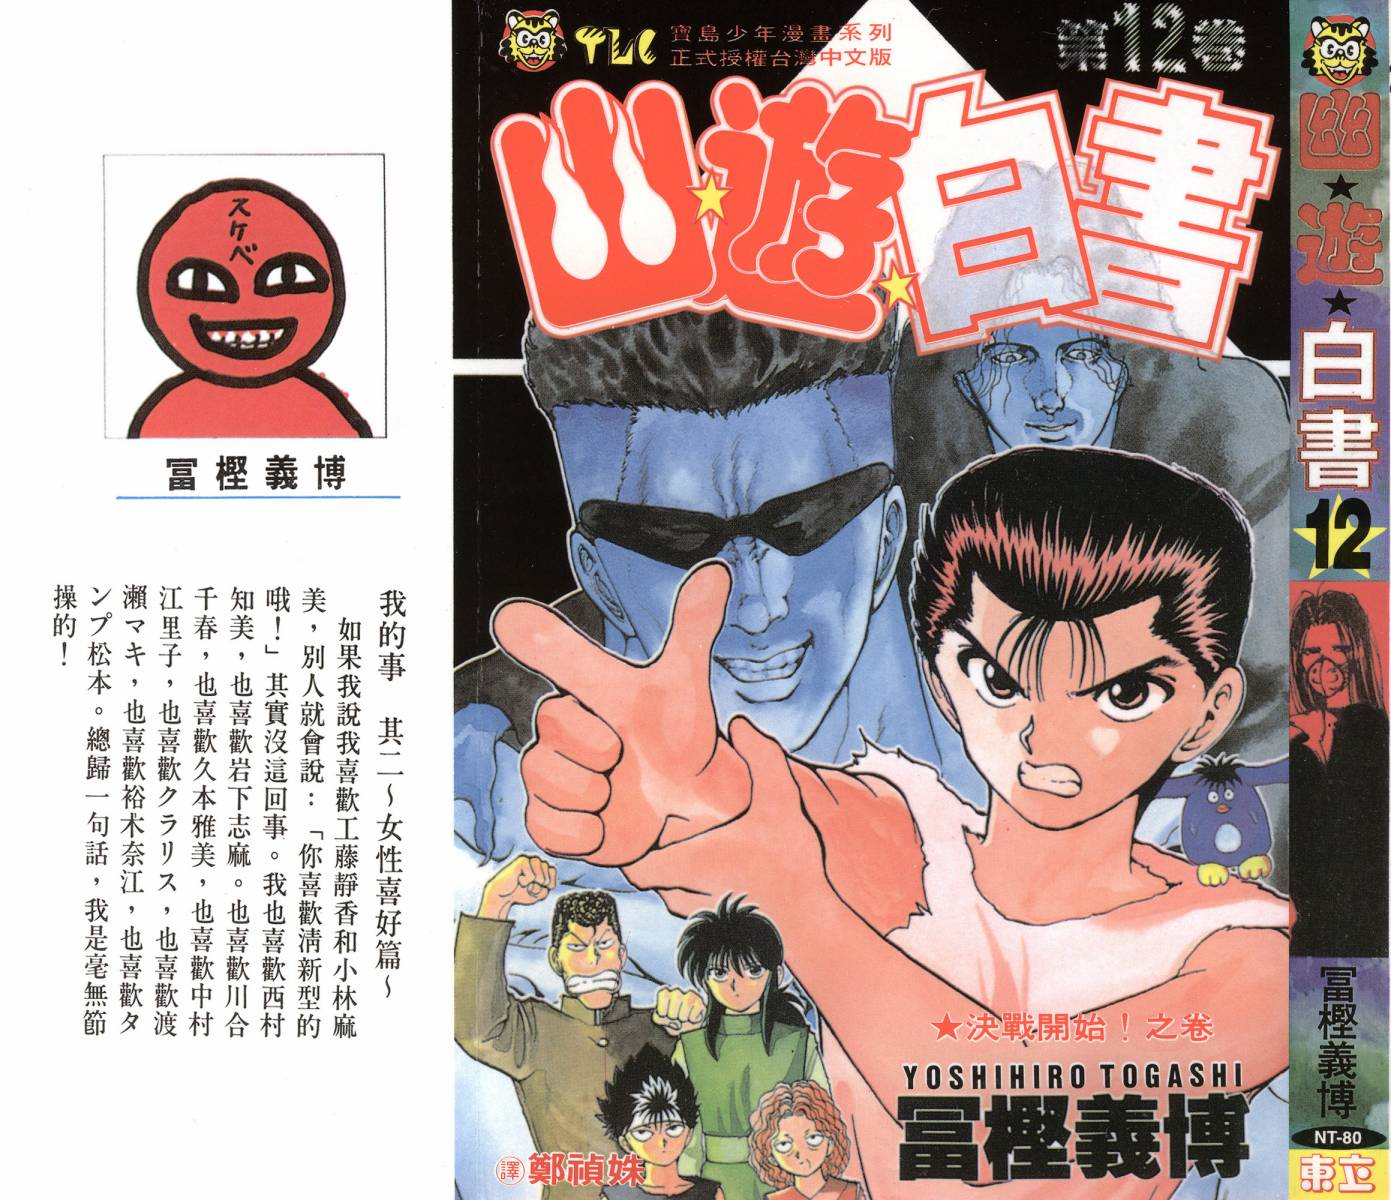 スケベ
冨樫義博
我的事　其二～女性喜好篇～
如果我說我喜歡工藤靜香和小林麻
美，別人就會說：「你喜歡淸新型的
哦！」其實沒這回事。我也喜歡西村
知美，也喜歡岩下志麻。也喜歡川合
千春，也喜歡久本雅美，也喜歡中村
江里子，也喜歡クラリス，也喜歡渡
瀨マキ，也喜歡裕木奈江，也喜歡タ
ンプ松本。總歸一句話，我是毫無節
操的！
TLC
寶島少年漫畫系列
正式授權台灣中文版
第12卷
幽★遊★白書
★決戰開始！之卷
YOSHIHIRO TOGASHI
冨樫義博
譯 鄭禎姝
幽★遊★白書
12
冨樫義博
NT-80
東立